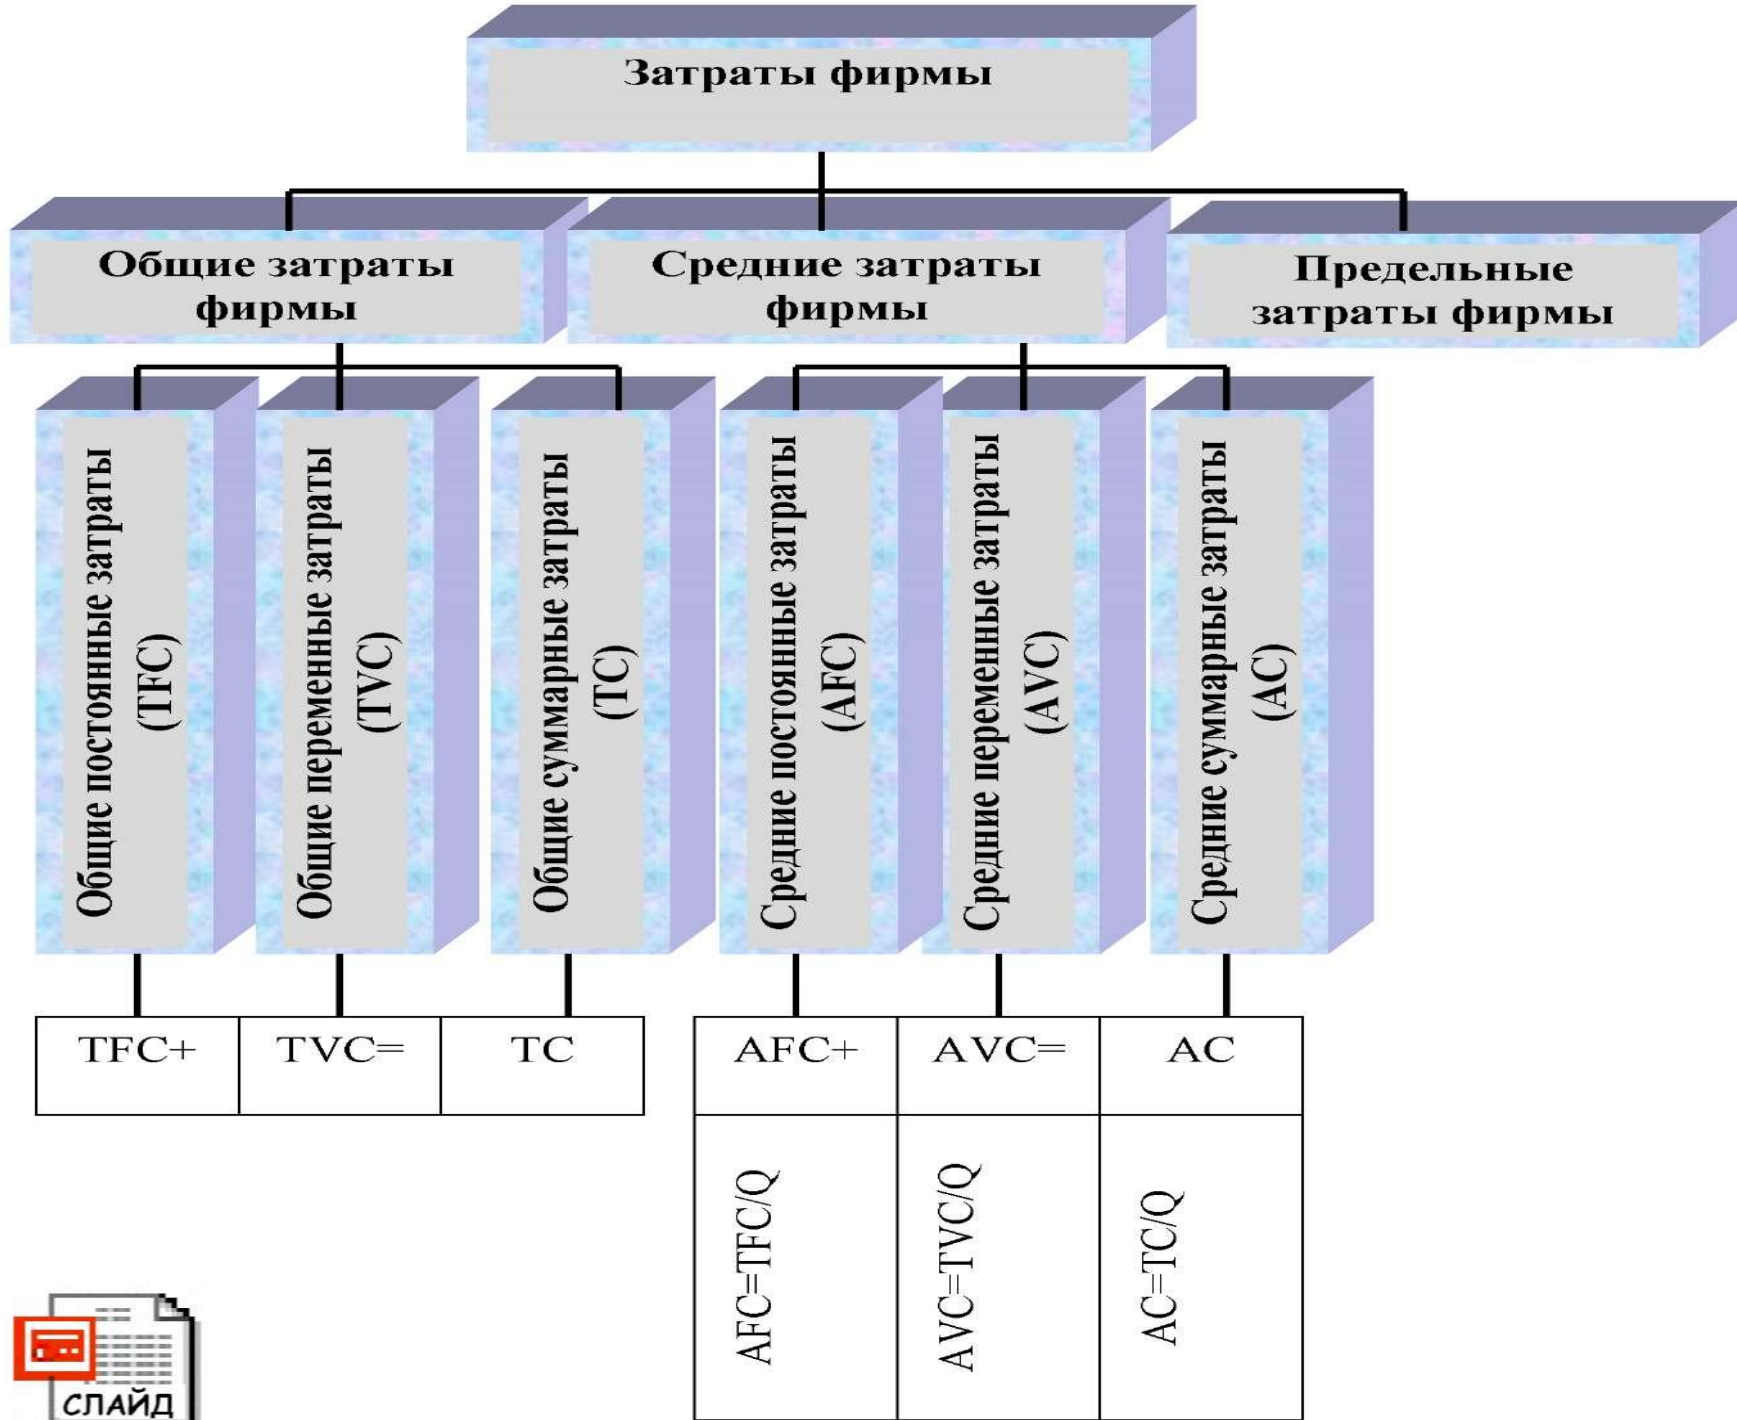 Затраты фирмы
Общие затраты
фирмы
Средние затраты
фирмы
Предельные
затраты фирмы
Общие постоянные затраты
(TFC)
Общие переменные затраты
(TVC)
Общие суммарные затраты
(TC)
Средние постоянные затраты
(AFC)
Средние переменные затраты
(AVC)
Средние суммарные затраты
(AC)
TFC+
TVC=
TC
AFC+
AVC=
AC
AFC=TFC/Q
AVC=TVC/Q
AC=TC/Q
СЛАЙД